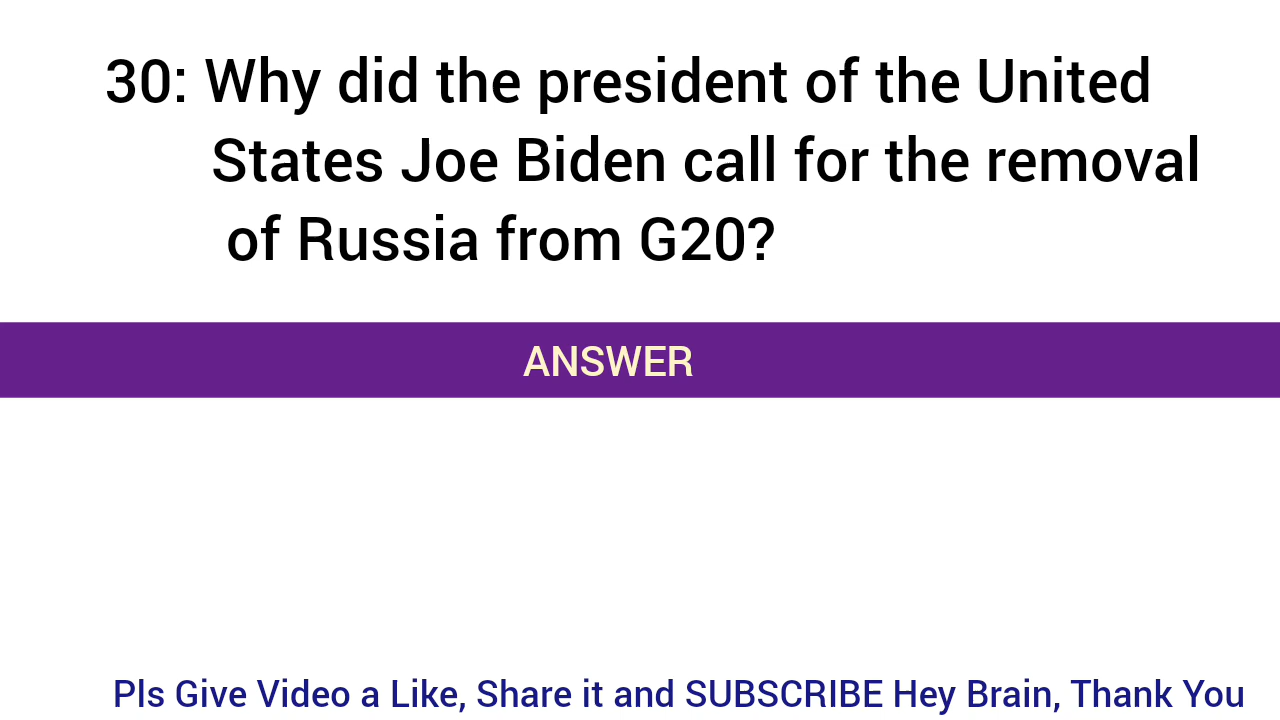 30: Why did the president of the United
States Joe Biden call for the removal
of Russia from G20?
ANSWER
Pls Give Video a Like, Share it and SUBSCRIBE Hey Brain, Thank You